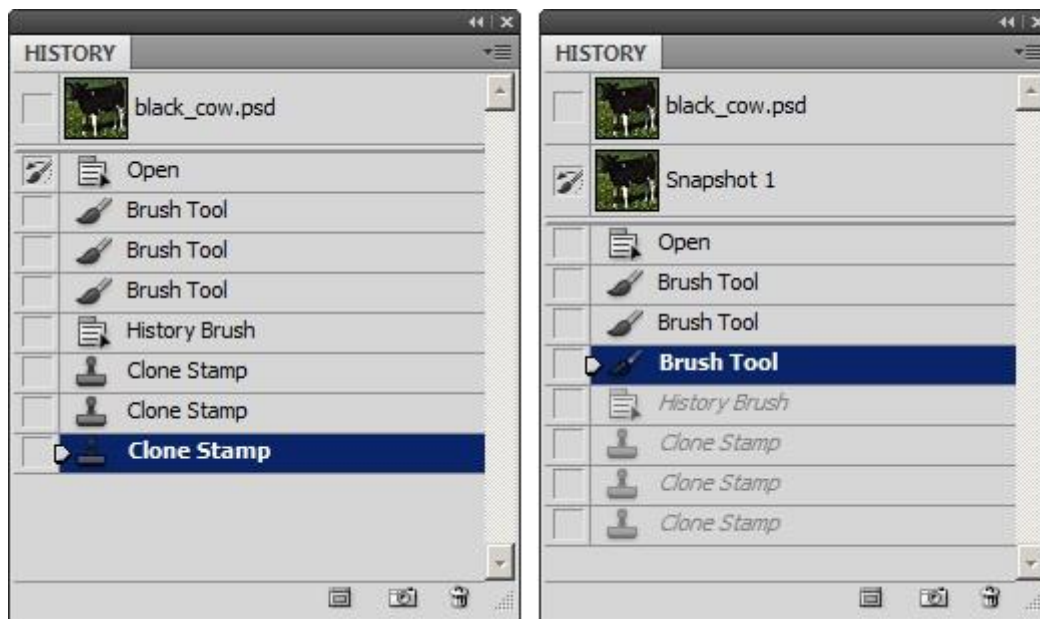 HISTORY
black_cow.psd
Open
Brush Tool
Brush Tool
Brush Tool
History Brush
Clone Stamp
Clone Stamp
Clone Stamp
HISTORY
black_cow.psd
Snapshot 1
Open
Brush Tool
Brush Tool
Brush Tool
History Brush
Clone Stamp
Clone Stamp
Clone Stamp